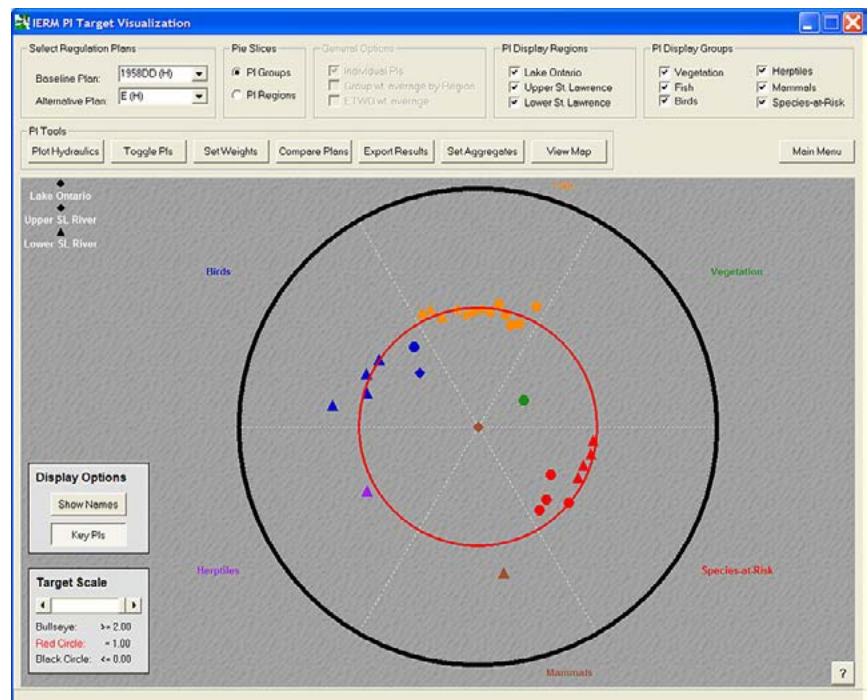 IERM PI Target Visualization
Select Regulation Plans
Baseline Plan: 1958DD (H)
Alternative Plan: E (H)
Pie Slices
PI Groups
PI Regions
General Options
Individual PIs
Group wt. average by Region
ETWG wt. average
PI Display Regions
Lake Ontario
Upper St. Lawrence
Lower St. Lawrence
PI Display Groups
Vegetation
Fish
Birds
Herptiles
Mammals
Species-at-Risk
PI Tools
Plot Hydraulics Toggle PIs Set Weights Compare Plans Export Results Set Aggregates View Map Main Menu
Lake Ontario
Upper SL River
Lower SL River
Birds
Vegetation
Herptiles
Species-at-Risk
Mammals
Display Options
Show Names
Key PIs
Target Scale
Bullseye: >= 2.00
Red Circle: = 1.00
Black Circle: <= 0.00
?